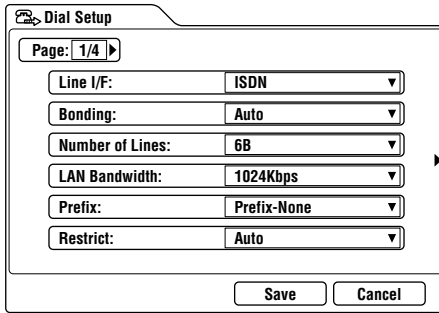 Dial Setup
Page: 1/4
Line I/F: ISDN
Bonding: Auto
Number of Lines: 6B
LAN Bandwidth: 1024Kbps
Prefix: Prefix-None
Restrict: Auto
Save Cancel